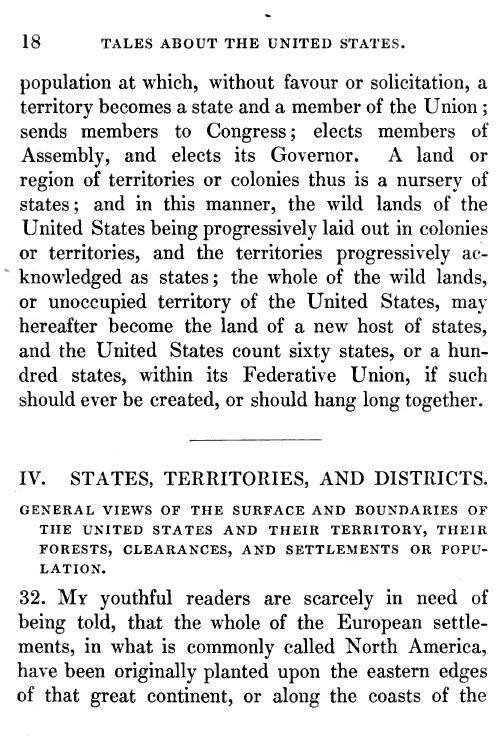 18 TALES ABOUT THE UNITED STATES.
population at which, without favour or solicitation, a
territory becomes a state and a member of the Union;
sends members to Congress; elects members of
Assembly, and elects its Governor. A land or
region of territories or colonies thus is a nursery of
states; and in this manner, the wild lands of the
United States being progressively laid out in colonies
or territories, and the territories progressively ac-
knowledged as states; the whole of the wild lands,
or unoccupied territory of the United States, may
hereafter become the land of a new host of states,
and the United States count sixty states, or a hun-
dred states, within its Federative Union, if such
should ever be created, or should hang long together.
IV. STATES, TERRITORIES, AND DISTRICTS.
GENERAL VIEWS OF THE SURFACE AND BOUNDARIES OF
THE UNITED STATES AND THEIR TERRITORY, THEIR
FORESTS, CLEARANCES, AND SETTLEMENTS OR POPU-
LATION.
32. MY youthful readers are scarcely in need of
being told, that the whole of the European settle-
ments, in what is commonly called North America,
have been originally planted upon the eastern edges
of that great continent, or along the coasts of the